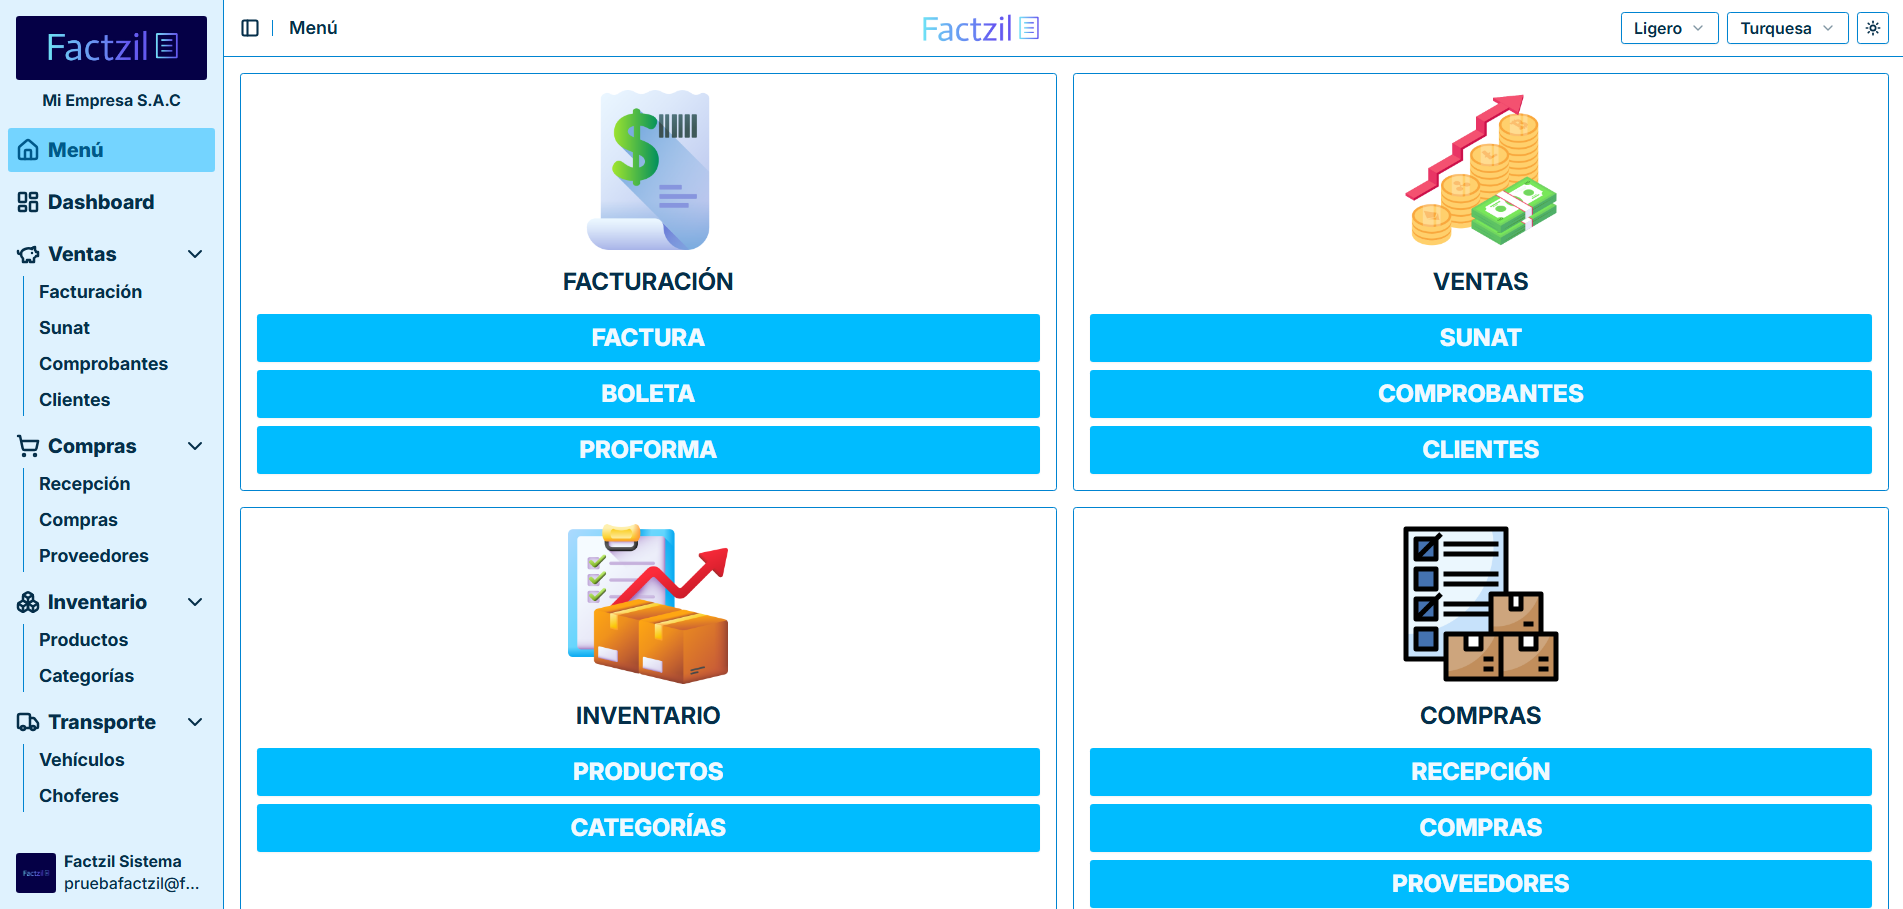 Factzil
Mi Empresa S.A.C
Menú
Dashboard
Ventas
Facturación
Sunat
Comprobantes
Clientes
Compras
Recepción
Compras
Proveedores
Inventario
Productos
Categorías
Transporte
Vehículos
Choferes
Factzil
Factzil Sistema
pruebafactzil@f...
Menú
Factzil
Ligero
Turquesa
FACTURACIÓN
FACTURA
BOLETA
PROFORMA
VENTAS
SUNAT
COMPROBANTES
CLIENTES
INVENTARIO
PRODUCTOS
CATEGORÍAS
COMPRAS
RECEPCIÓN
COMPRAS
PROVEEDORES